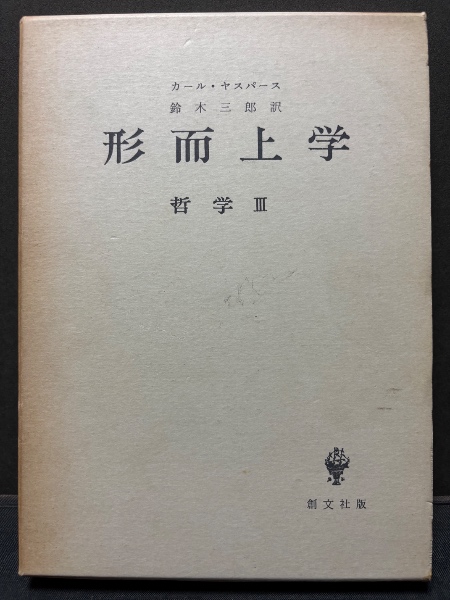 カール・ヤスパース
鈴木三郎訳
形而上学
哲学Ⅲ
創文社版